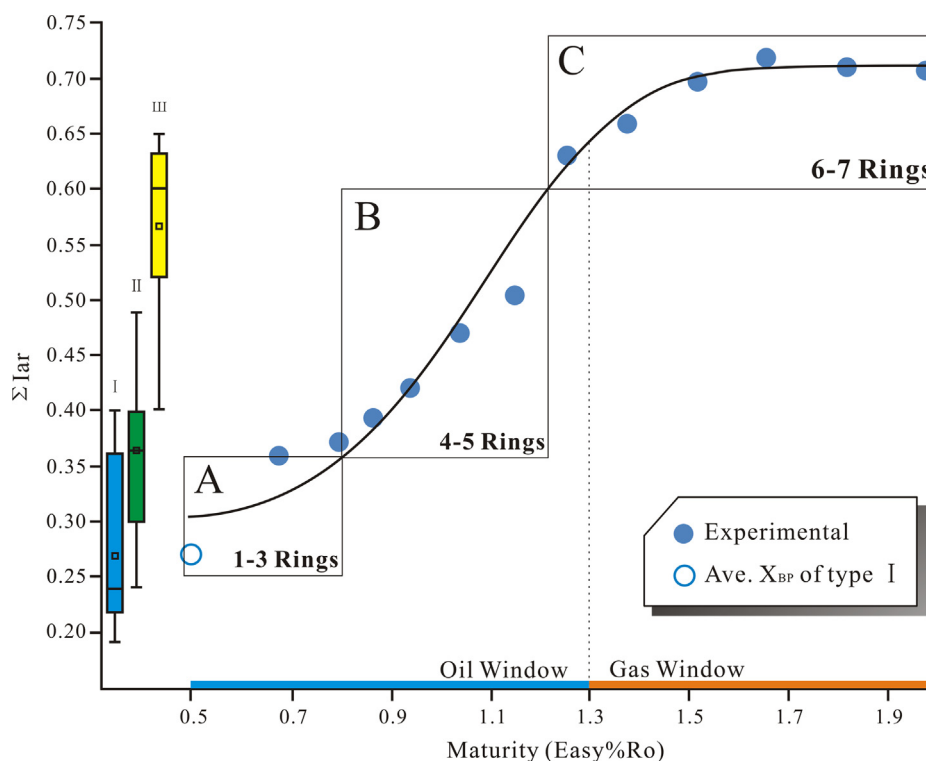 0.75
0.70
0.65
0.60
0.55
0.50
0.45
0.40
0.35
0.30
0.25
0.20
ΣIar
I
II
III
A
1-3 Rings
B
4-5 Rings
C
6-7 Rings
Experimental
Ave. XBP of type I
Oil Window
Gas Window
0.5
0.7
0.9
1.1
1.3
1.5
1.7
1.9
Maturity (Easy%Ro)